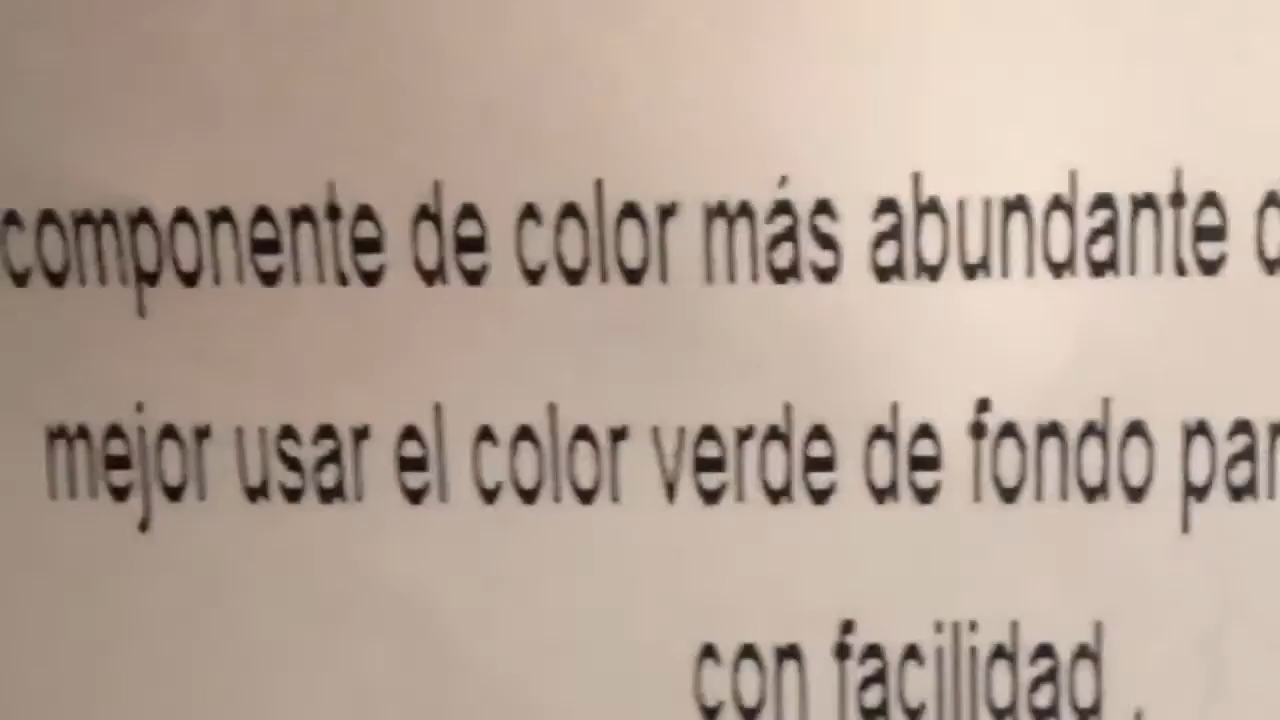 componente de color más abundante
mejor usar el color verde de fondo
con facilidad .